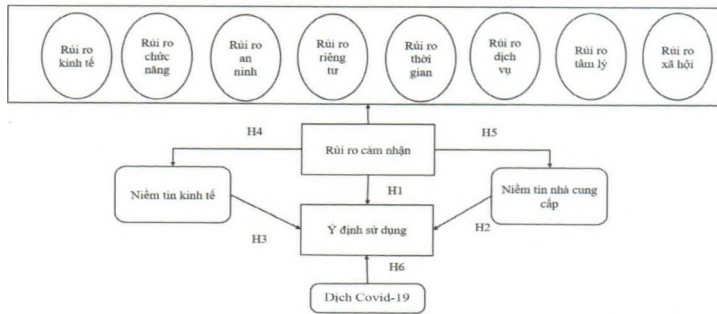 Rủi ro
kinh tế
Rủi ro
chức
năng
Rủi ro
an
ninh
Rủi ro
riêng
tư
Rủi ro
thời
gian
Rủi ro
dịch
vụ
Rủi ro
tâm lý
Rủi ro
xã hội
H4
Rủi ro cảm nhận
H5
Niềm tin kinh tế
H1
Niềm tin nhà cung
cấp
H3
Ý định sử dụng
H2
H6
Dịch Covid-19